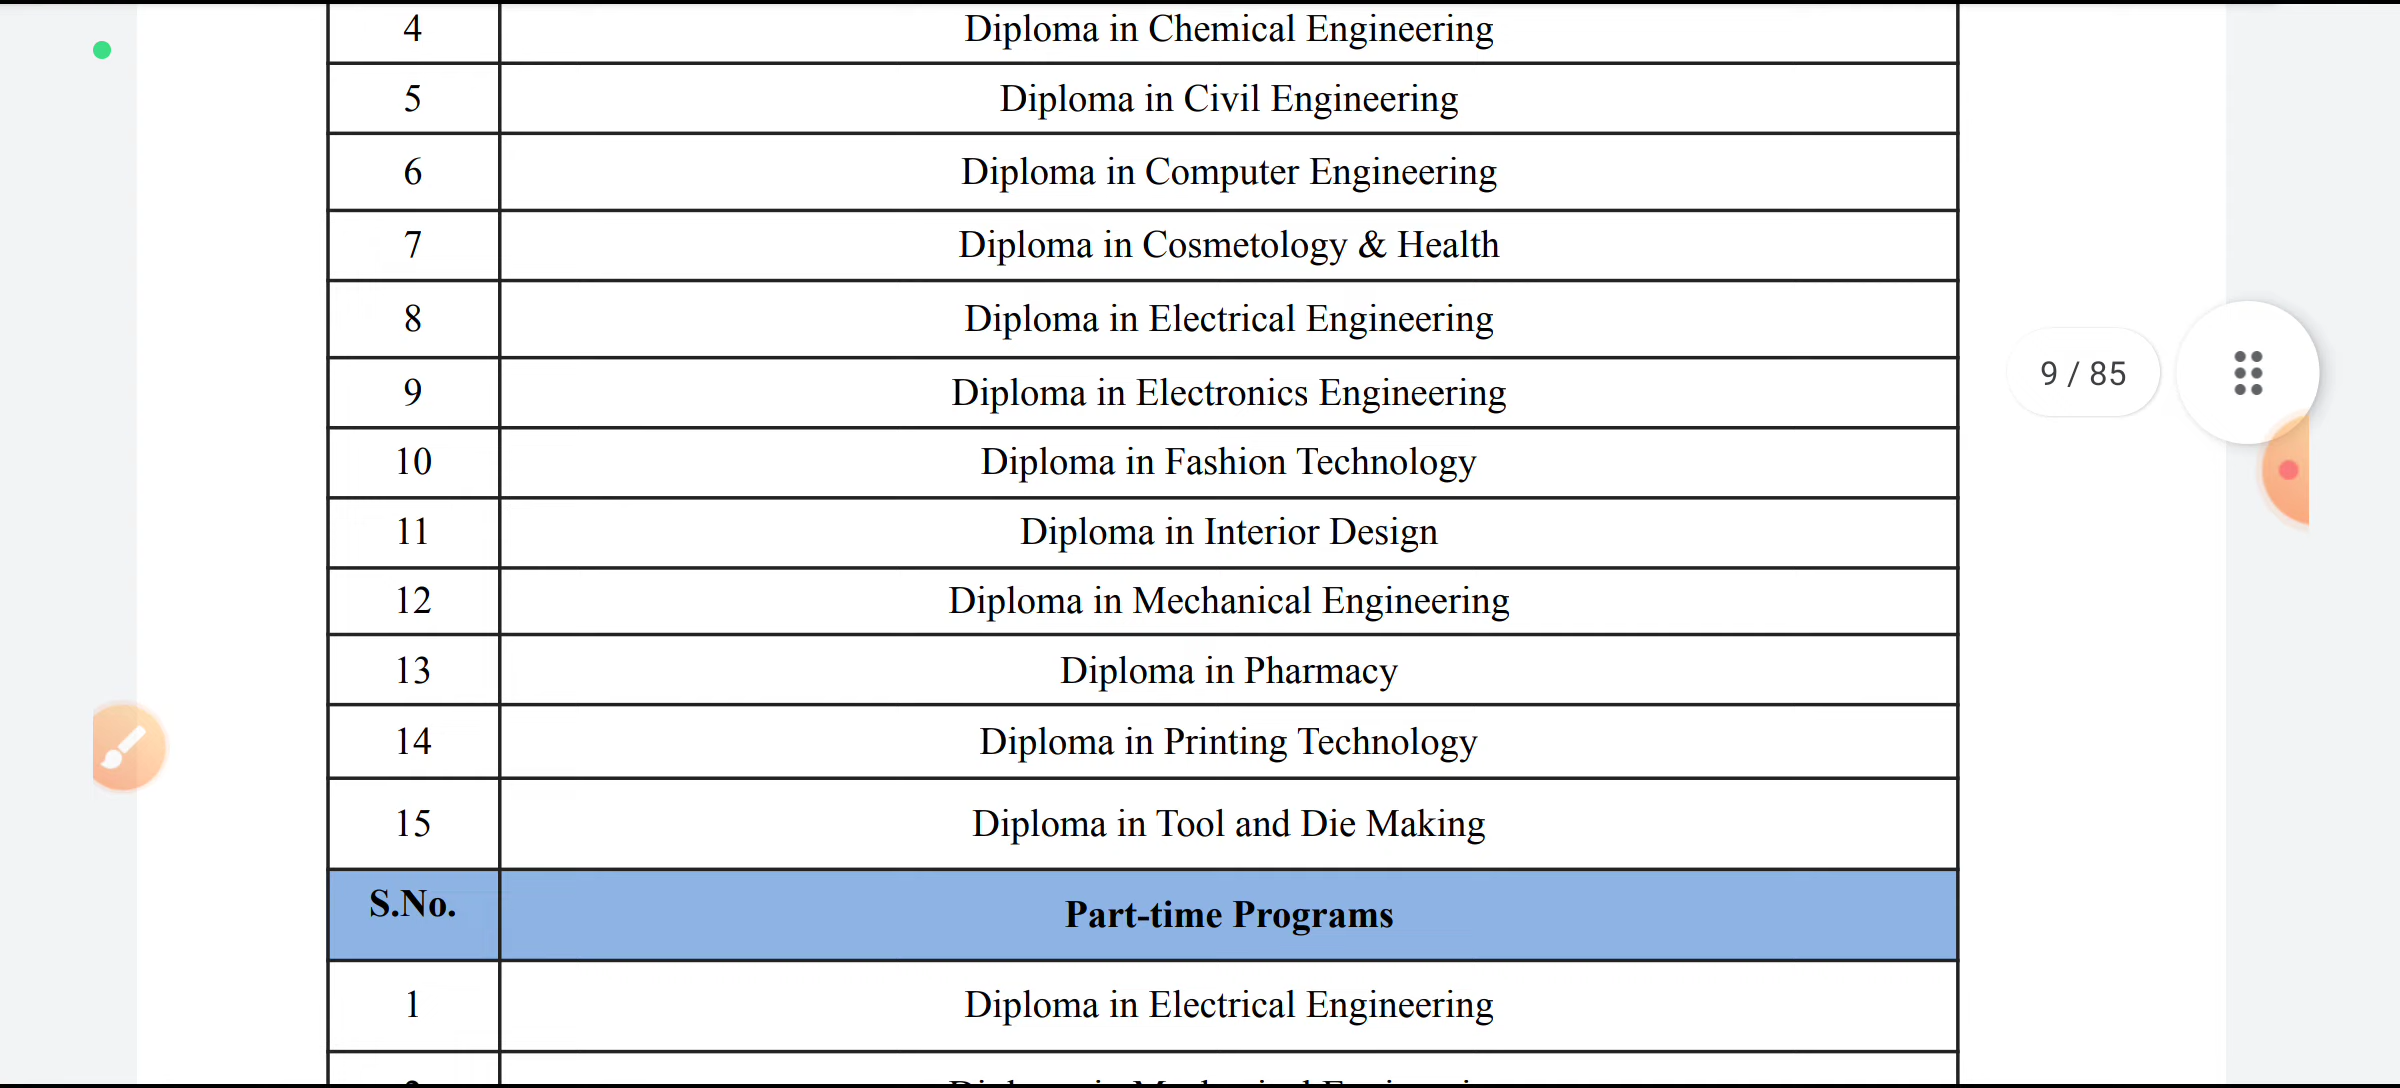 4 Diploma in Chemical Engineering
5 Diploma in Civil Engineering
6 Diploma in Computer Engineering
7 Diploma in Cosmetology & Health
8 Diploma in Electrical Engineering
9 Diploma in Electronics Engineering
9 / 85
10 Diploma in Fashion Technology
11 Diploma in Interior Design
12 Diploma in Mechanical Engineering
13 Diploma in Pharmacy
14 Diploma in Printing Technology
15 Diploma in Tool and Die Making
S.No. Part-time Programs
1 Diploma in Electrical Engineering